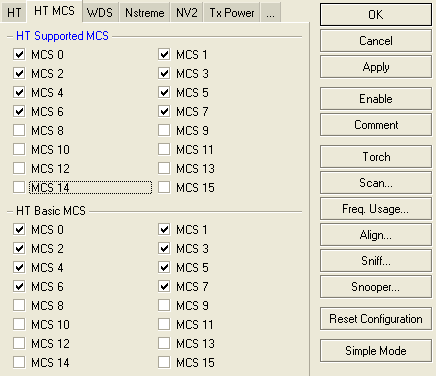 HT HT MCS WDS Nstreme NV2 Tx Power ...
HT Supported MCS
MCS 0 MCS 1
MCS 2 MCS 3
MCS 4 MCS 5
MCS 6 MCS 7
MCS 8 MCS 9
MCS 10 MCS 11
MCS 12 MCS 13
MCS 14 MCS 15
HT Basic MCS
MCS 0 MCS 1
MCS 2 MCS 3
MCS 4 MCS 5
MCS 6 MCS 7
MCS 8 MCS 9
MCS 10 MCS 11
MCS 12 MCS 13
MCS 14 MCS 15
OK
Cancel
Apply
Enable
Comment
Torch
Scan...
Freq. Usage...
Align...
Sniff...
Snooper...
Reset Configuration
Simple Mode